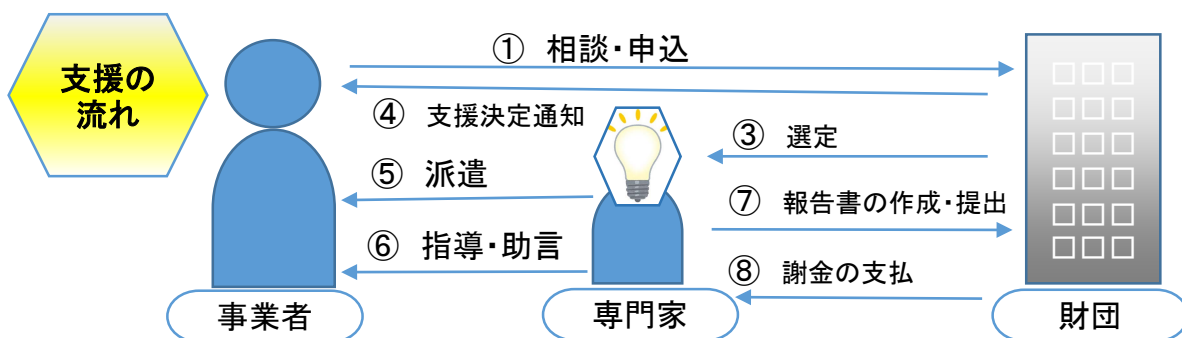 支援の
流れ
① 相談・申込
④ 支援決定通知
③ 選定
⑤ 派遣
⑦ 報告書の作成・提出
⑥ 指導・助言
⑧ 謝金の支払
事業者
専門家
財団